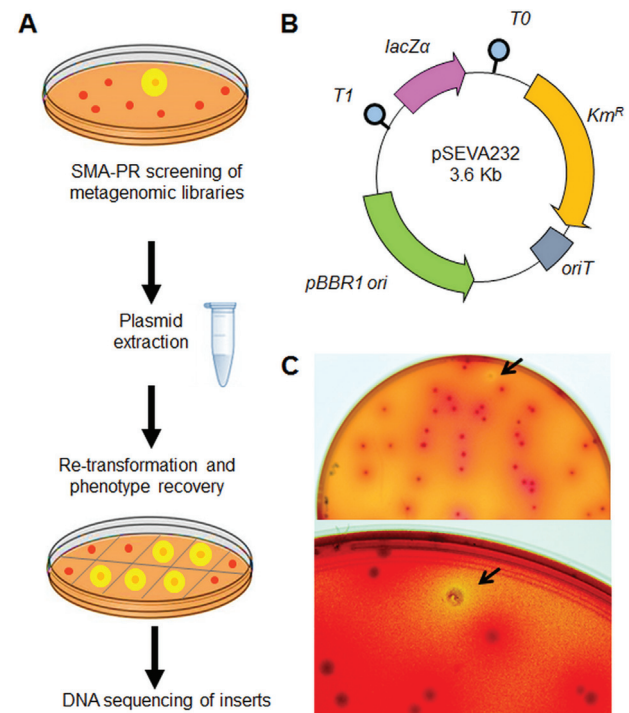 A
SMA-PR screening of
metagenomic libraries
Plasmid
extraction
Re-transformation and
phenotype recovery
DNA sequencing of inserts
B
T0
lacZα
T1
KmR
pSEVA232
3.6 Kb
oriT
pBBR1 ori
C